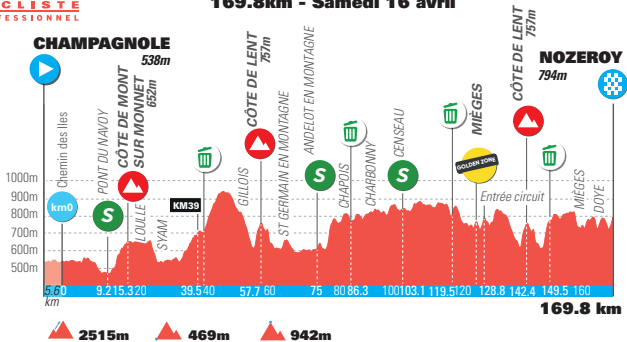 CYCLISTE
PROFESSIONNEL
169.8km - Samedi 16 avril
CHAMPAGNOLE
538m
NOZEROY
794m
Chemin des Iles
PONT DU NAVOY
CÔTE DE MONT
SUR MONNET
652m
LOULLE
SYAM
KM39
GILLOIS
CÔTE DE LENT
757m
ST GERMAIN EN MONTAGNE
ANDELOT EN MONTAGNE
CHAPOIS
CHARBONNY
CENSEAU
MIÈGES
GOLDEN ZONE
Entrée circuit
CÔTE DE LENT
757m
MIÈGES
DOYE
km0
S
S
S
1000m
900m
800m
700m
600m
500m
5.6 0 9.2 15.3 20 39.5 40 57.7 60 75 80 86.3 100 103.1 119.5 120 128.8 142.4 149.5 160
km
169.8 km
2515m 469m 942m